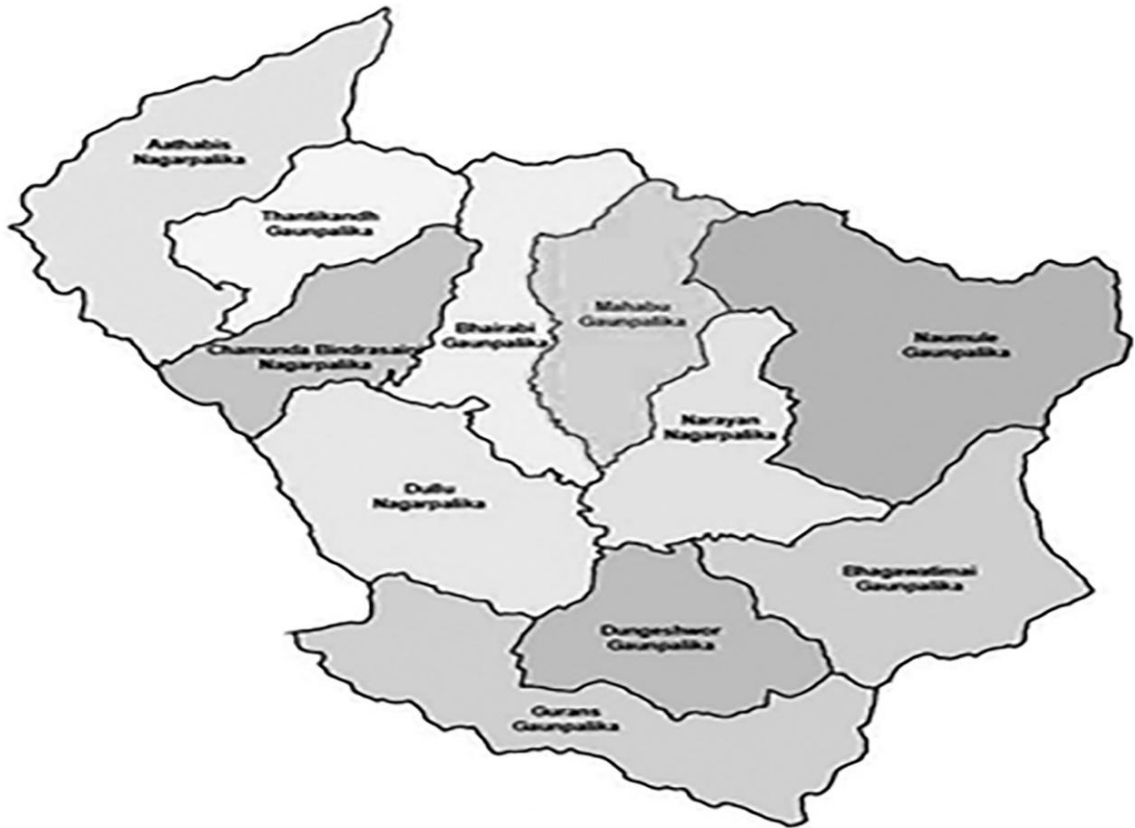 Aathabis
Nagarpalika
Thantikandh
Gaunpalika
Mahabu
Gaunpalika
Bhairabi
Gaunpalika
Naumule
Gaunpalika
Chamunda Bindrasaini
Nagarpalika
Narayan
Nagarpalika
Dullu
Nagarpalika
Bhagawatimai
Gaunpalika
Dungeshwor
Gaunpalika
Gurans
Gaunpalika